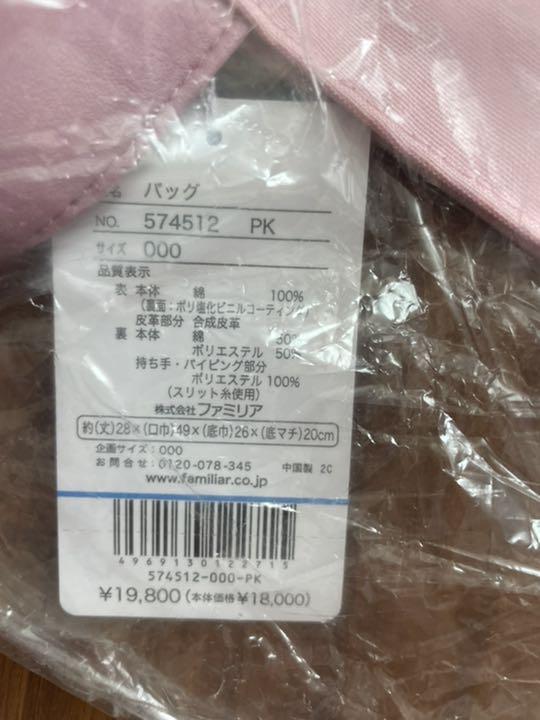 名 バッグ
NO. 574512 PK
サイズ 000
品質表示
表 本体 綿 100%
(裏面:ポリ塩化ビニルコーティング)
皮革部分 合成皮革
裏 本体 綿 50%
ポリエステル 50%
持ち手・パイピング部分
ポリエステル 100%
(スリット糸使用)
株式会社ファミリア
約(丈)28×(口巾)49×(底巾)26×(底マチ)20cm
企画サイズ:000
お問合せ:0120-078-345 中国製 2C
www.familiar.co.jp
4969130122715
574512-000-PK
¥19,800(本体価格¥18,000)